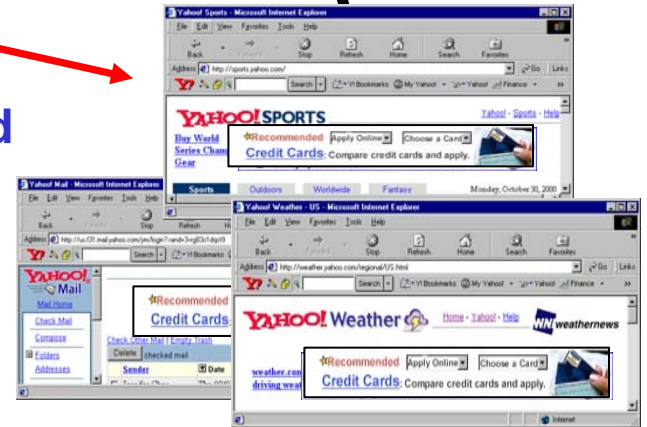 d
Yahoo! Sports - Microsoft Internet Explorer
File Edit View Favorites Tools Help
Back Stop Refresh Home Search Favorites
Address http://sports.yahoo.com/ Go Links
Y? Search Y! Bookmarks My Yahoo! Yahoo! Finance
YAHOO! SPORTS
Yahoo! - Sports - Help
Buy World
Series Cham
Gear
Recommended Apply Online Choose a Card
Credit Cards: Compare credit cards and apply.
Sports Outdoors Worldwide Fantasy Monday, October 30, 2000
Yahoo! Mail - Microsoft Internet Explorer
File Edit View Favorites Tools Help
Back Stop Refresh
Address
Y? Search Y! Bookmarks
YAHOO!
Mail
Mail Home
Check Mail
Compose
Folders
Addresses
Recommended
Credit Cards
Check Other Mail | Empty Trash
Delete checked mail
Sender Date
Yahoo! Weather - US - Microsoft Internet Explorer
File Edit View Favorites Tools Help
Back Stop Refresh Home Search Favorites
Address http://weather.yahoo.com/regional/US.html Go Links
Y? Search Y! Bookmarks My Yahoo! Yahoo! Finance
YAHOO! Weather
Home - Yahoo! - Help
WN weathernews
weather.com
driving weat
Recommended Apply Online Choose a Card
Credit Cards: Compare credit cards and apply.
Internet